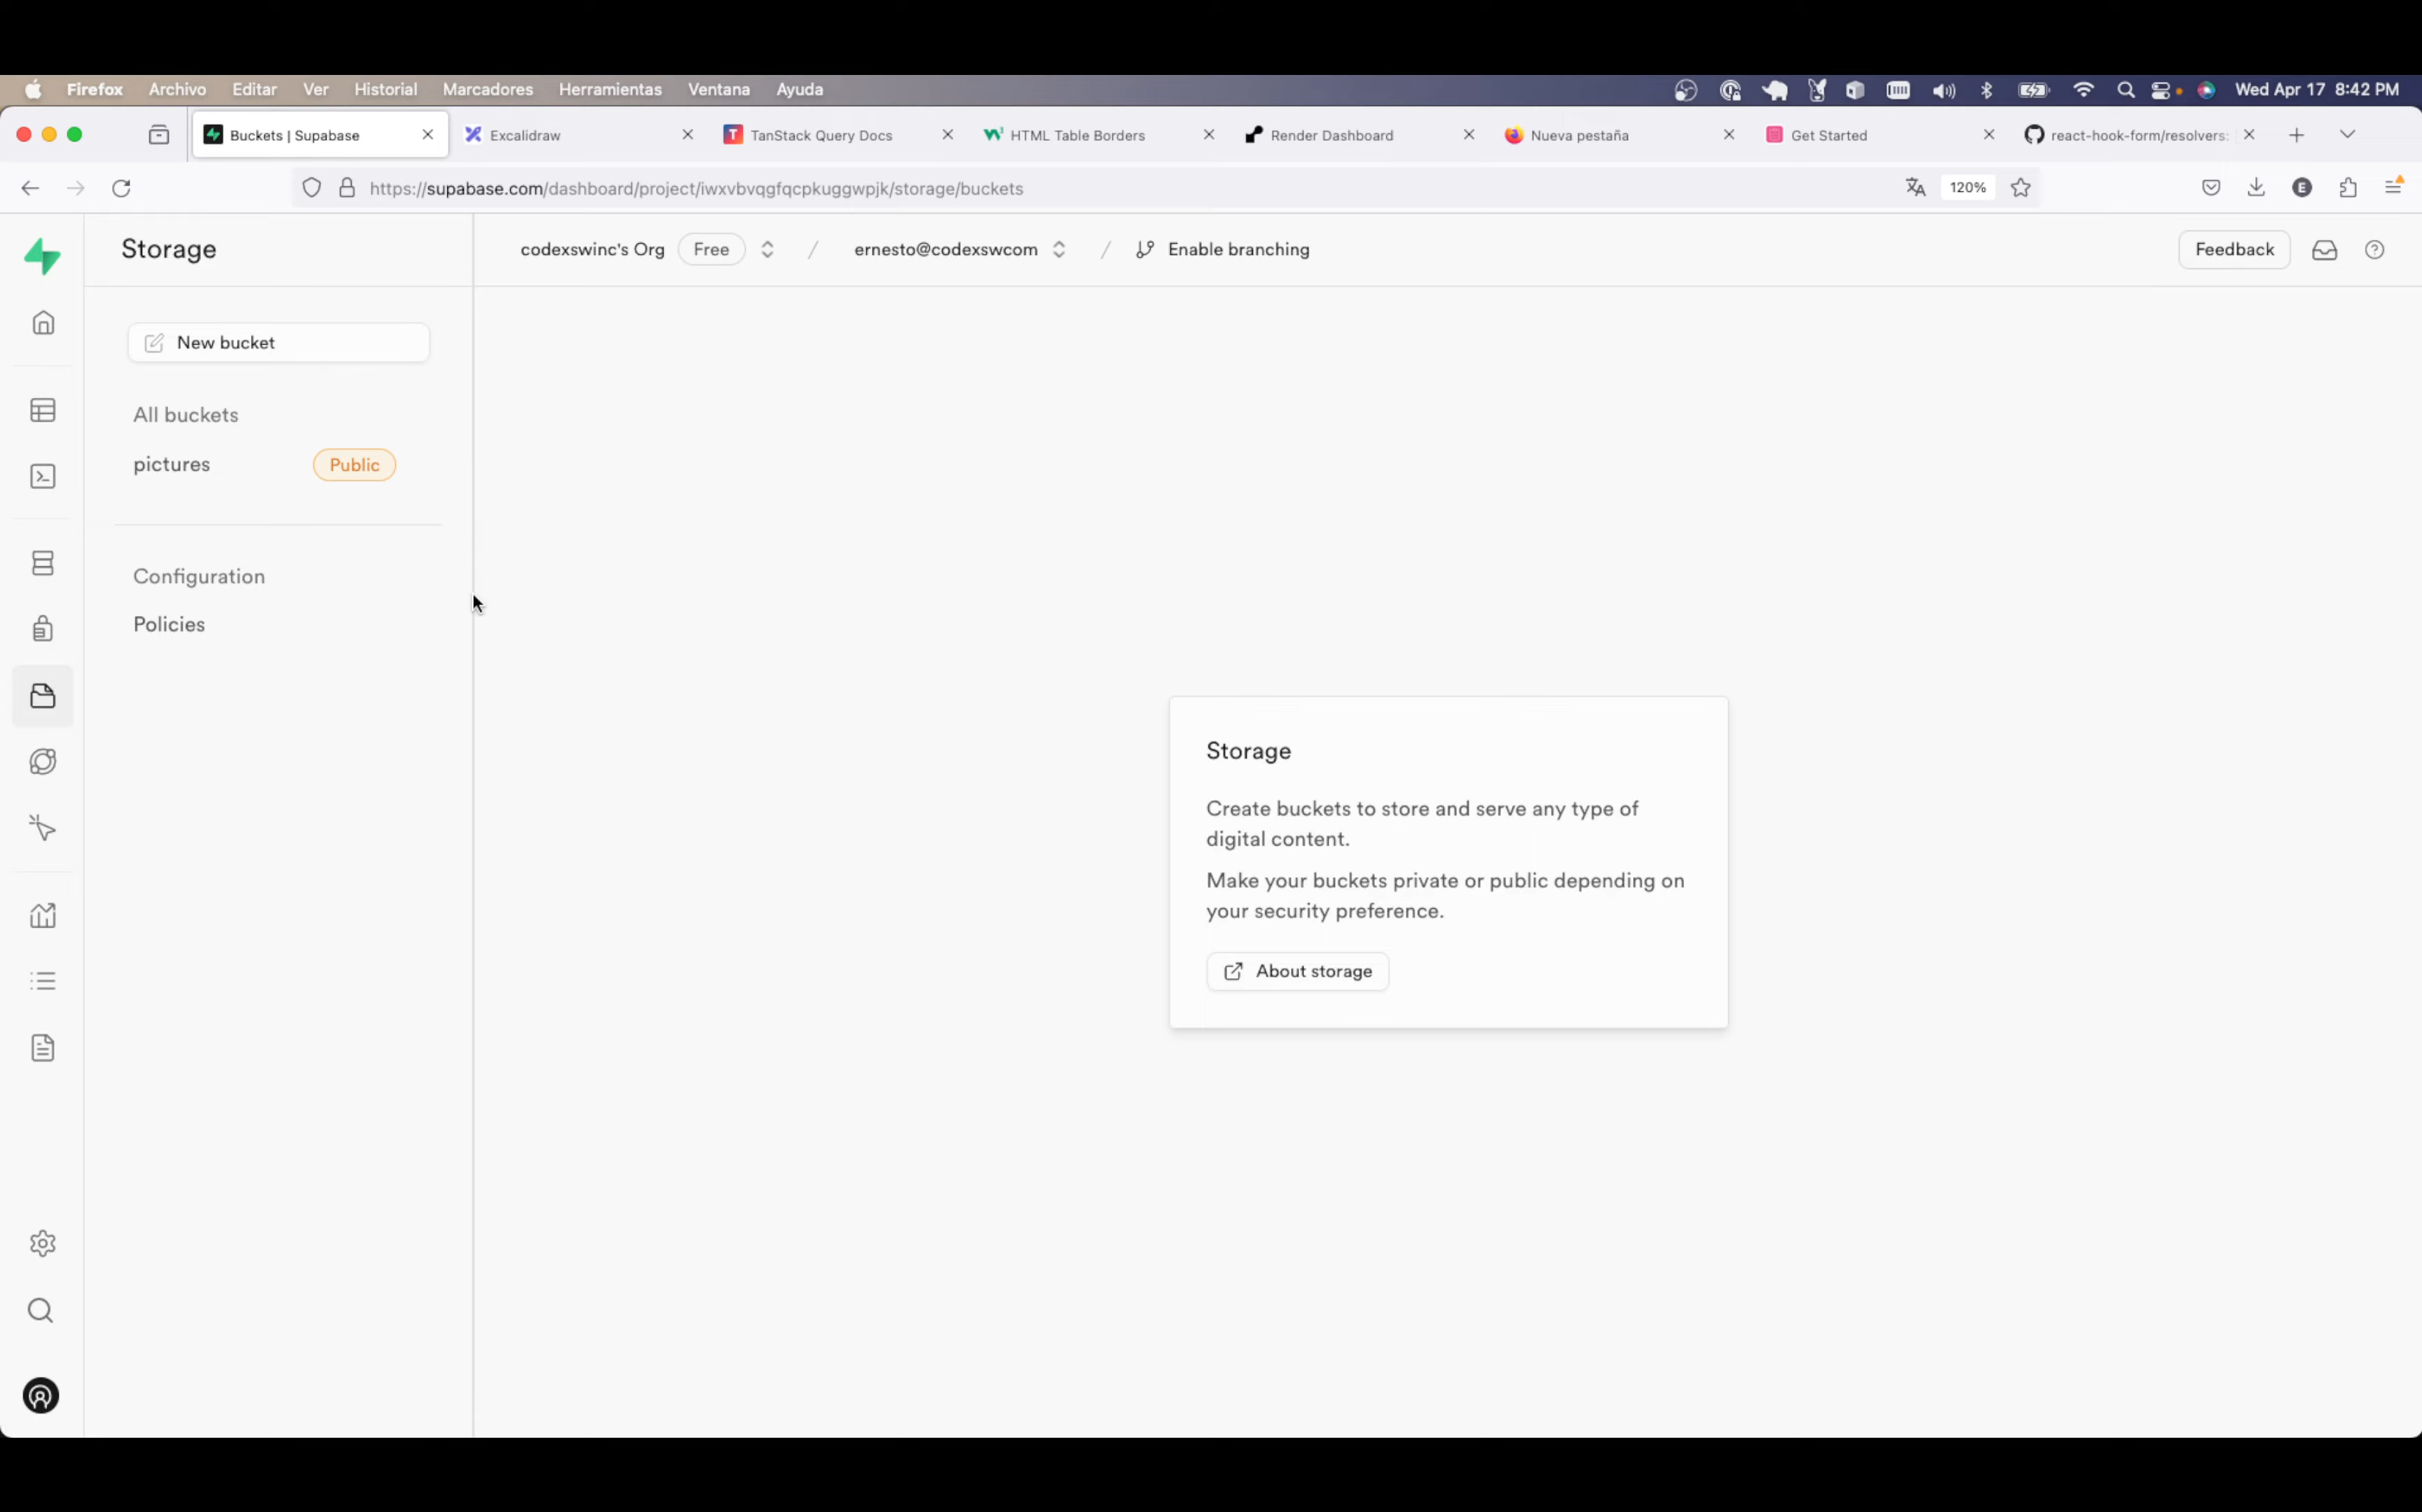 Firefox Archivo Editar Ver Historial Marcadores Herramientas Ventana Ayuda Wed Apr 17 8:42 PM
Buckets | Supabase Excalidraw TanStack Query Docs HTML Table Borders Render Dashboard Nueva pestaña Get Started react-hook-form/resolvers:
https://supabase.com/dashboard/project/iwxvbvqgfqcpkuggwpjk/storage/buckets 120% E
Storage codexswinc's Org Free / ernesto@codexswcom / Enable branching Feedback
New bucket
All buckets
pictures Public
Configuration
Policies
Storage
Create buckets to store and serve any type of
digital content.
Make your buckets private or public depending on
your security preference.
About storage